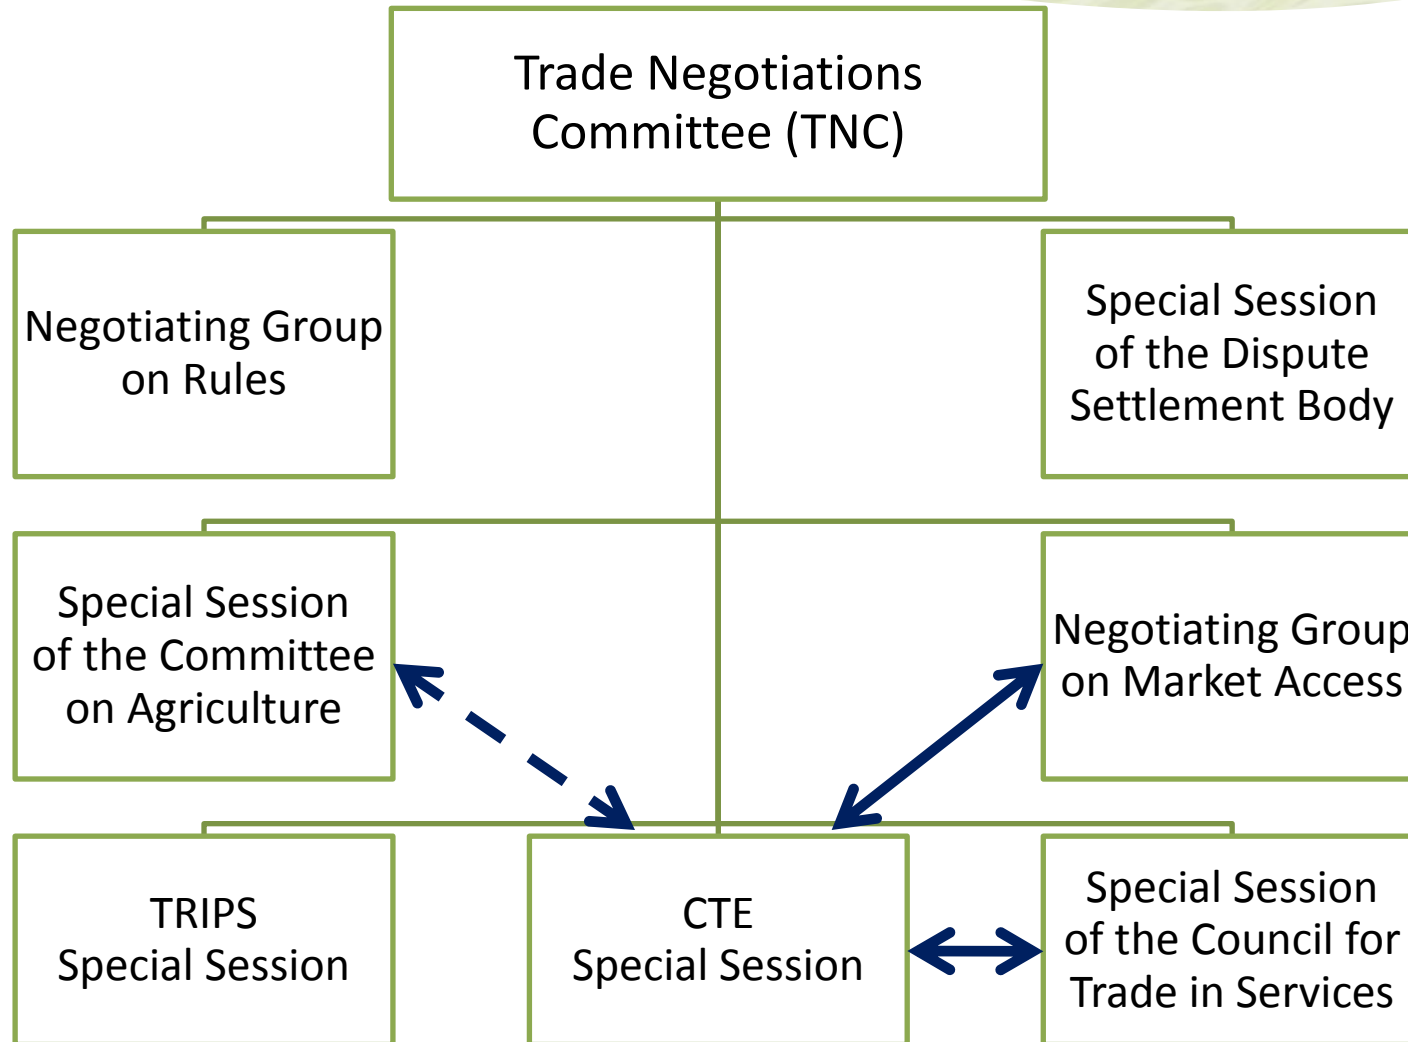 Trade Negotiations
Committee (TNC)
Negotiating Group
on Rules
Special Session
of the Dispute
Settlement Body
Special Session
of the Committee
on Agriculture
Negotiating Group
on Market Access
TRIPS
Special Session
CTE
Special Session
Special Session
of the Council for
Trade in Services